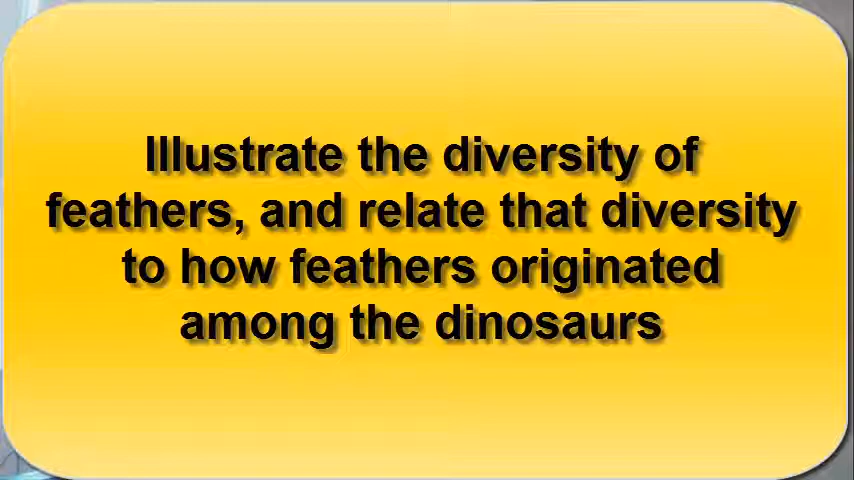 Illustrate the diversity of
feathers, and relate that diversity
to how feathers originated
among the dinosaurs